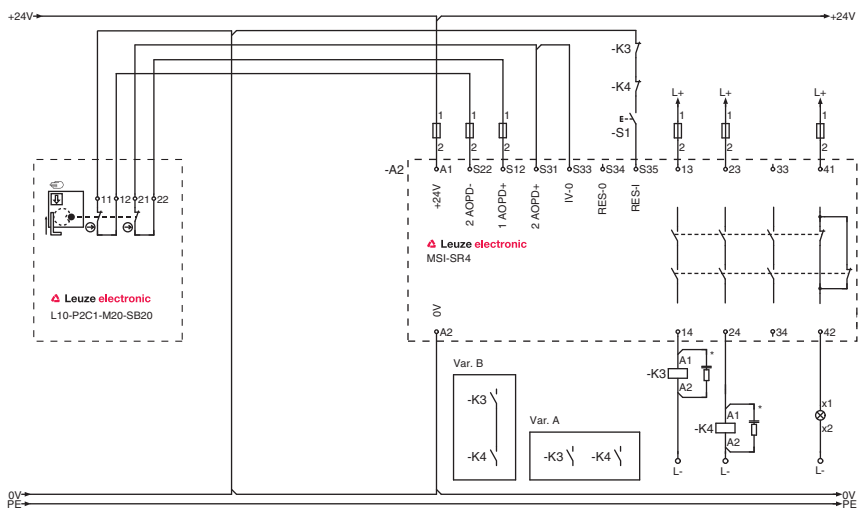 +24V +24V
-K3
-K4
E--
-S1
L+ L+ L+
1 1 1 1 1 1
2 2 2 2 2 2
-A2 A1 S22 S12 S31 S33 S34 S35 13 23 33 41
+24V
2 AOPD-
1 AOPD+
2 AOPD+
IV-0
RES-0
RES-I
11 12 21 22
Leuze electronic
MSI-SR4
Leuze electronic
L10-P2C1-M20-SB20
0V
A2 14 24 34 42
Var. B
-K3
-K4
Var. A
-K3 -K4
A1 *
-K3
A2
A1 *
-K4
A2
x1
x2
L- L- L-
0V 0V
PE PE